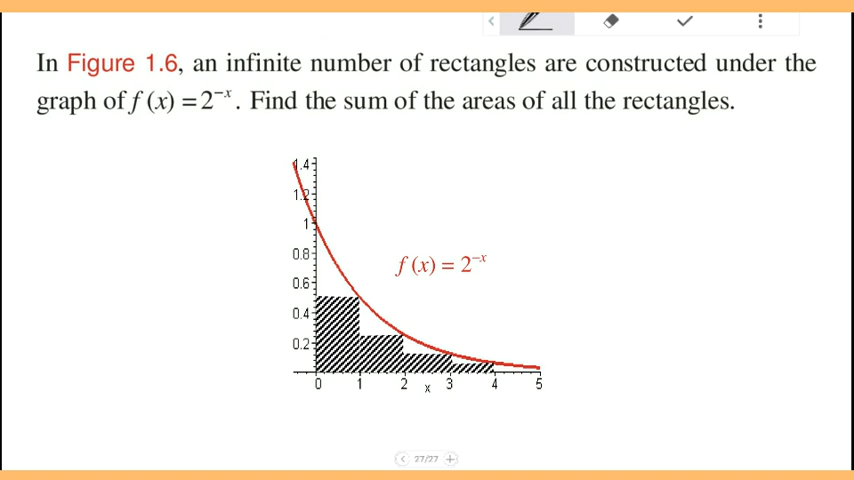 In Figure 1.6, an infinite number of rectangles are constructed under the
graph of f (x) = 2⁻ˣ. Find the sum of the areas of all the rectangles.
1.4
1.2
1
0.8
f (x) = 2⁻ˣ
0.6
0.4
0.2
0 1 2 x 3 4 5
27/27